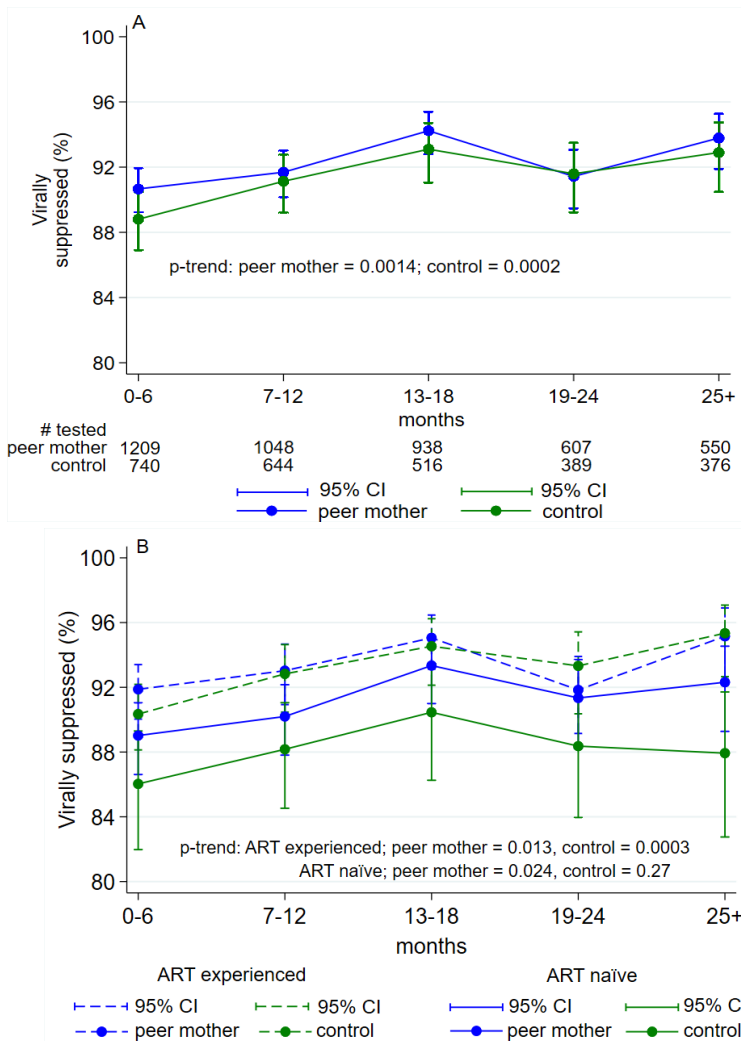 A
100
96
92
88
84
80
Virally
suppressed (%)
p-trend: peer mother = 0.0014; control = 0.0002
0-6 7-12 13-18 19-24 25+
months
# tested
peer mother 1209 1048 938 607 550
control 740 644 516 389 376
95% CI 95% CI
peer mother control
B
100
96
92
88
84
80
Virally suppressed (%)
p-trend: ART experienced; peer mother = 0.013, control = 0.0003
ART naïve; peer mother = 0.024, control = 0.27
0-6 7-12 13-18 19-24 25+
months
ART experienced ART naïve
95% CI 95% CI 95% CI 95% C
peer mother control peer mother control